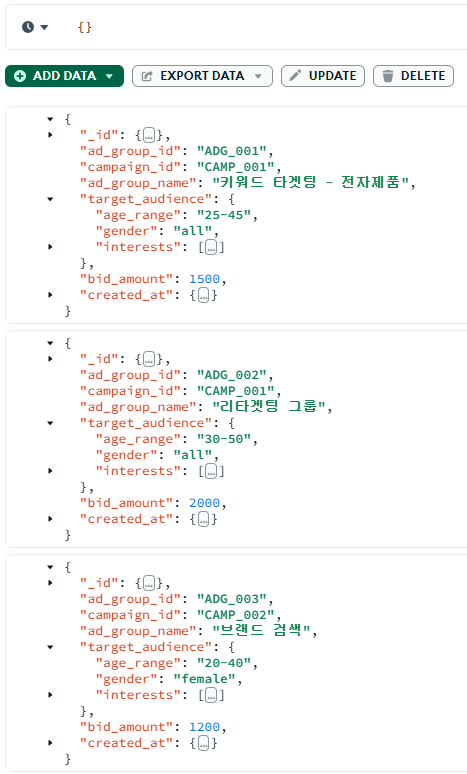 {}
ADD DATA EXPORT DATA UPDATE DELETE
{
"_id": {…},
"ad_group_id": "ADG_001",
"campaign_id": "CAMP_001",
"ad_group_name": "키워드 타겟팅 - 전자제품",
"target_audience": {
"age_range": "25-45",
"gender": "all",
"interests": […]
},
"bid_amount": 1500,
"created_at": {…}
}
{
"_id": {…},
"ad_group_id": "ADG_002",
"campaign_id": "CAMP_001",
"ad_group_name": "리타겟팅 그룹",
"target_audience": {
"age_range": "30-50",
"gender": "all",
"interests": […]
},
"bid_amount": 2000,
"created_at": {…}
}
{
"_id": {…},
"ad_group_id": "ADG_003",
"campaign_id": "CAMP_002",
"ad_group_name": "브랜드 검색",
"target_audience": {
"age_range": "20-40",
"gender": "female",
"interests": […]
},
"bid_amount": 1200,
"created_at": {…}
}